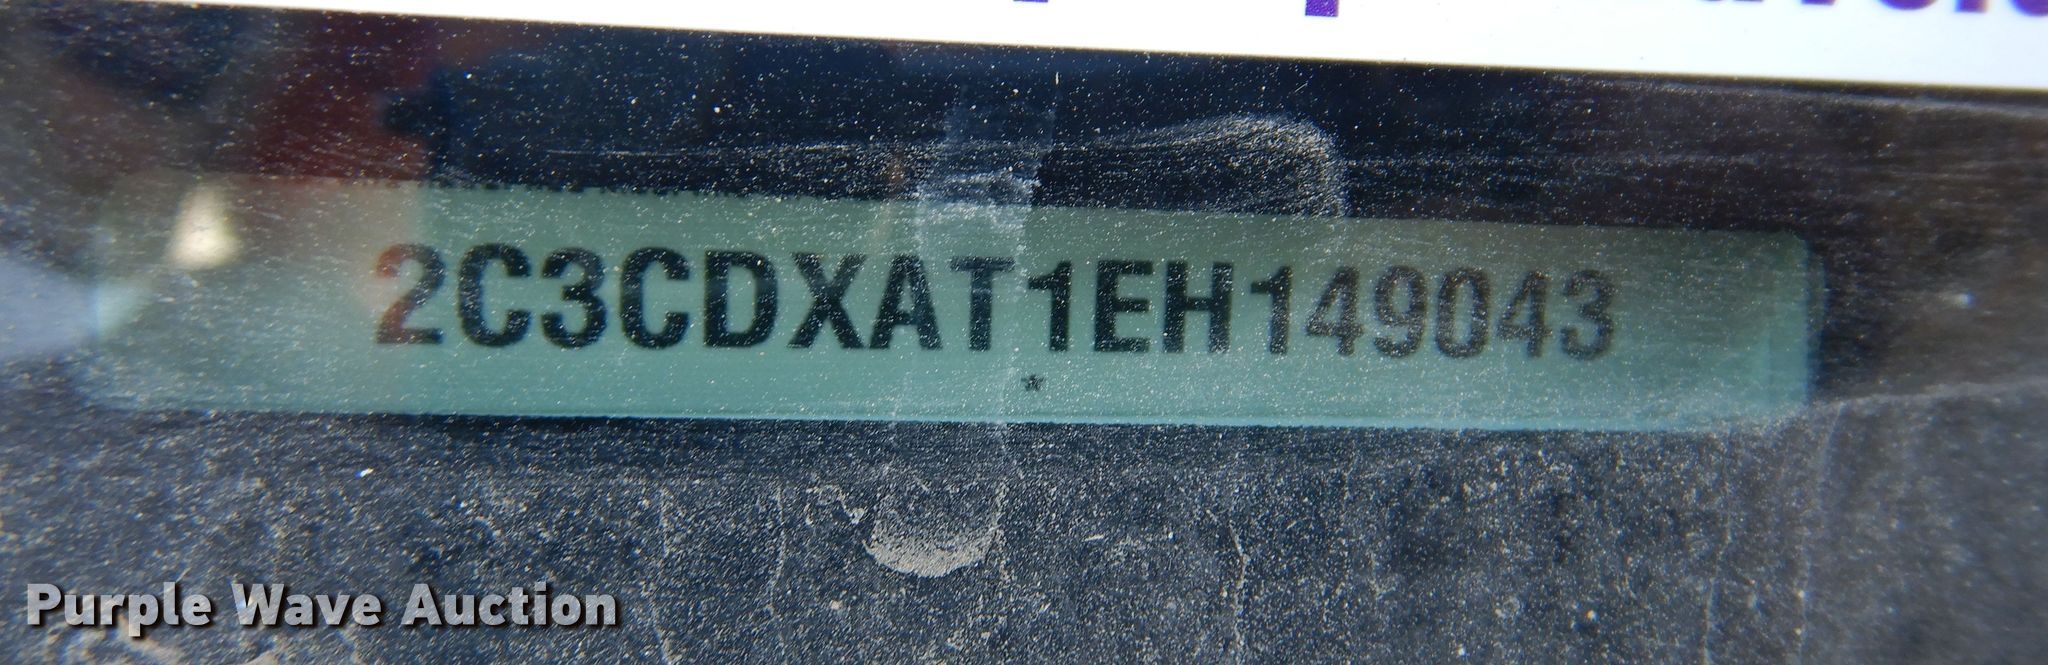 2C3CDXAT1EH149043
*
Purple Wave Auction